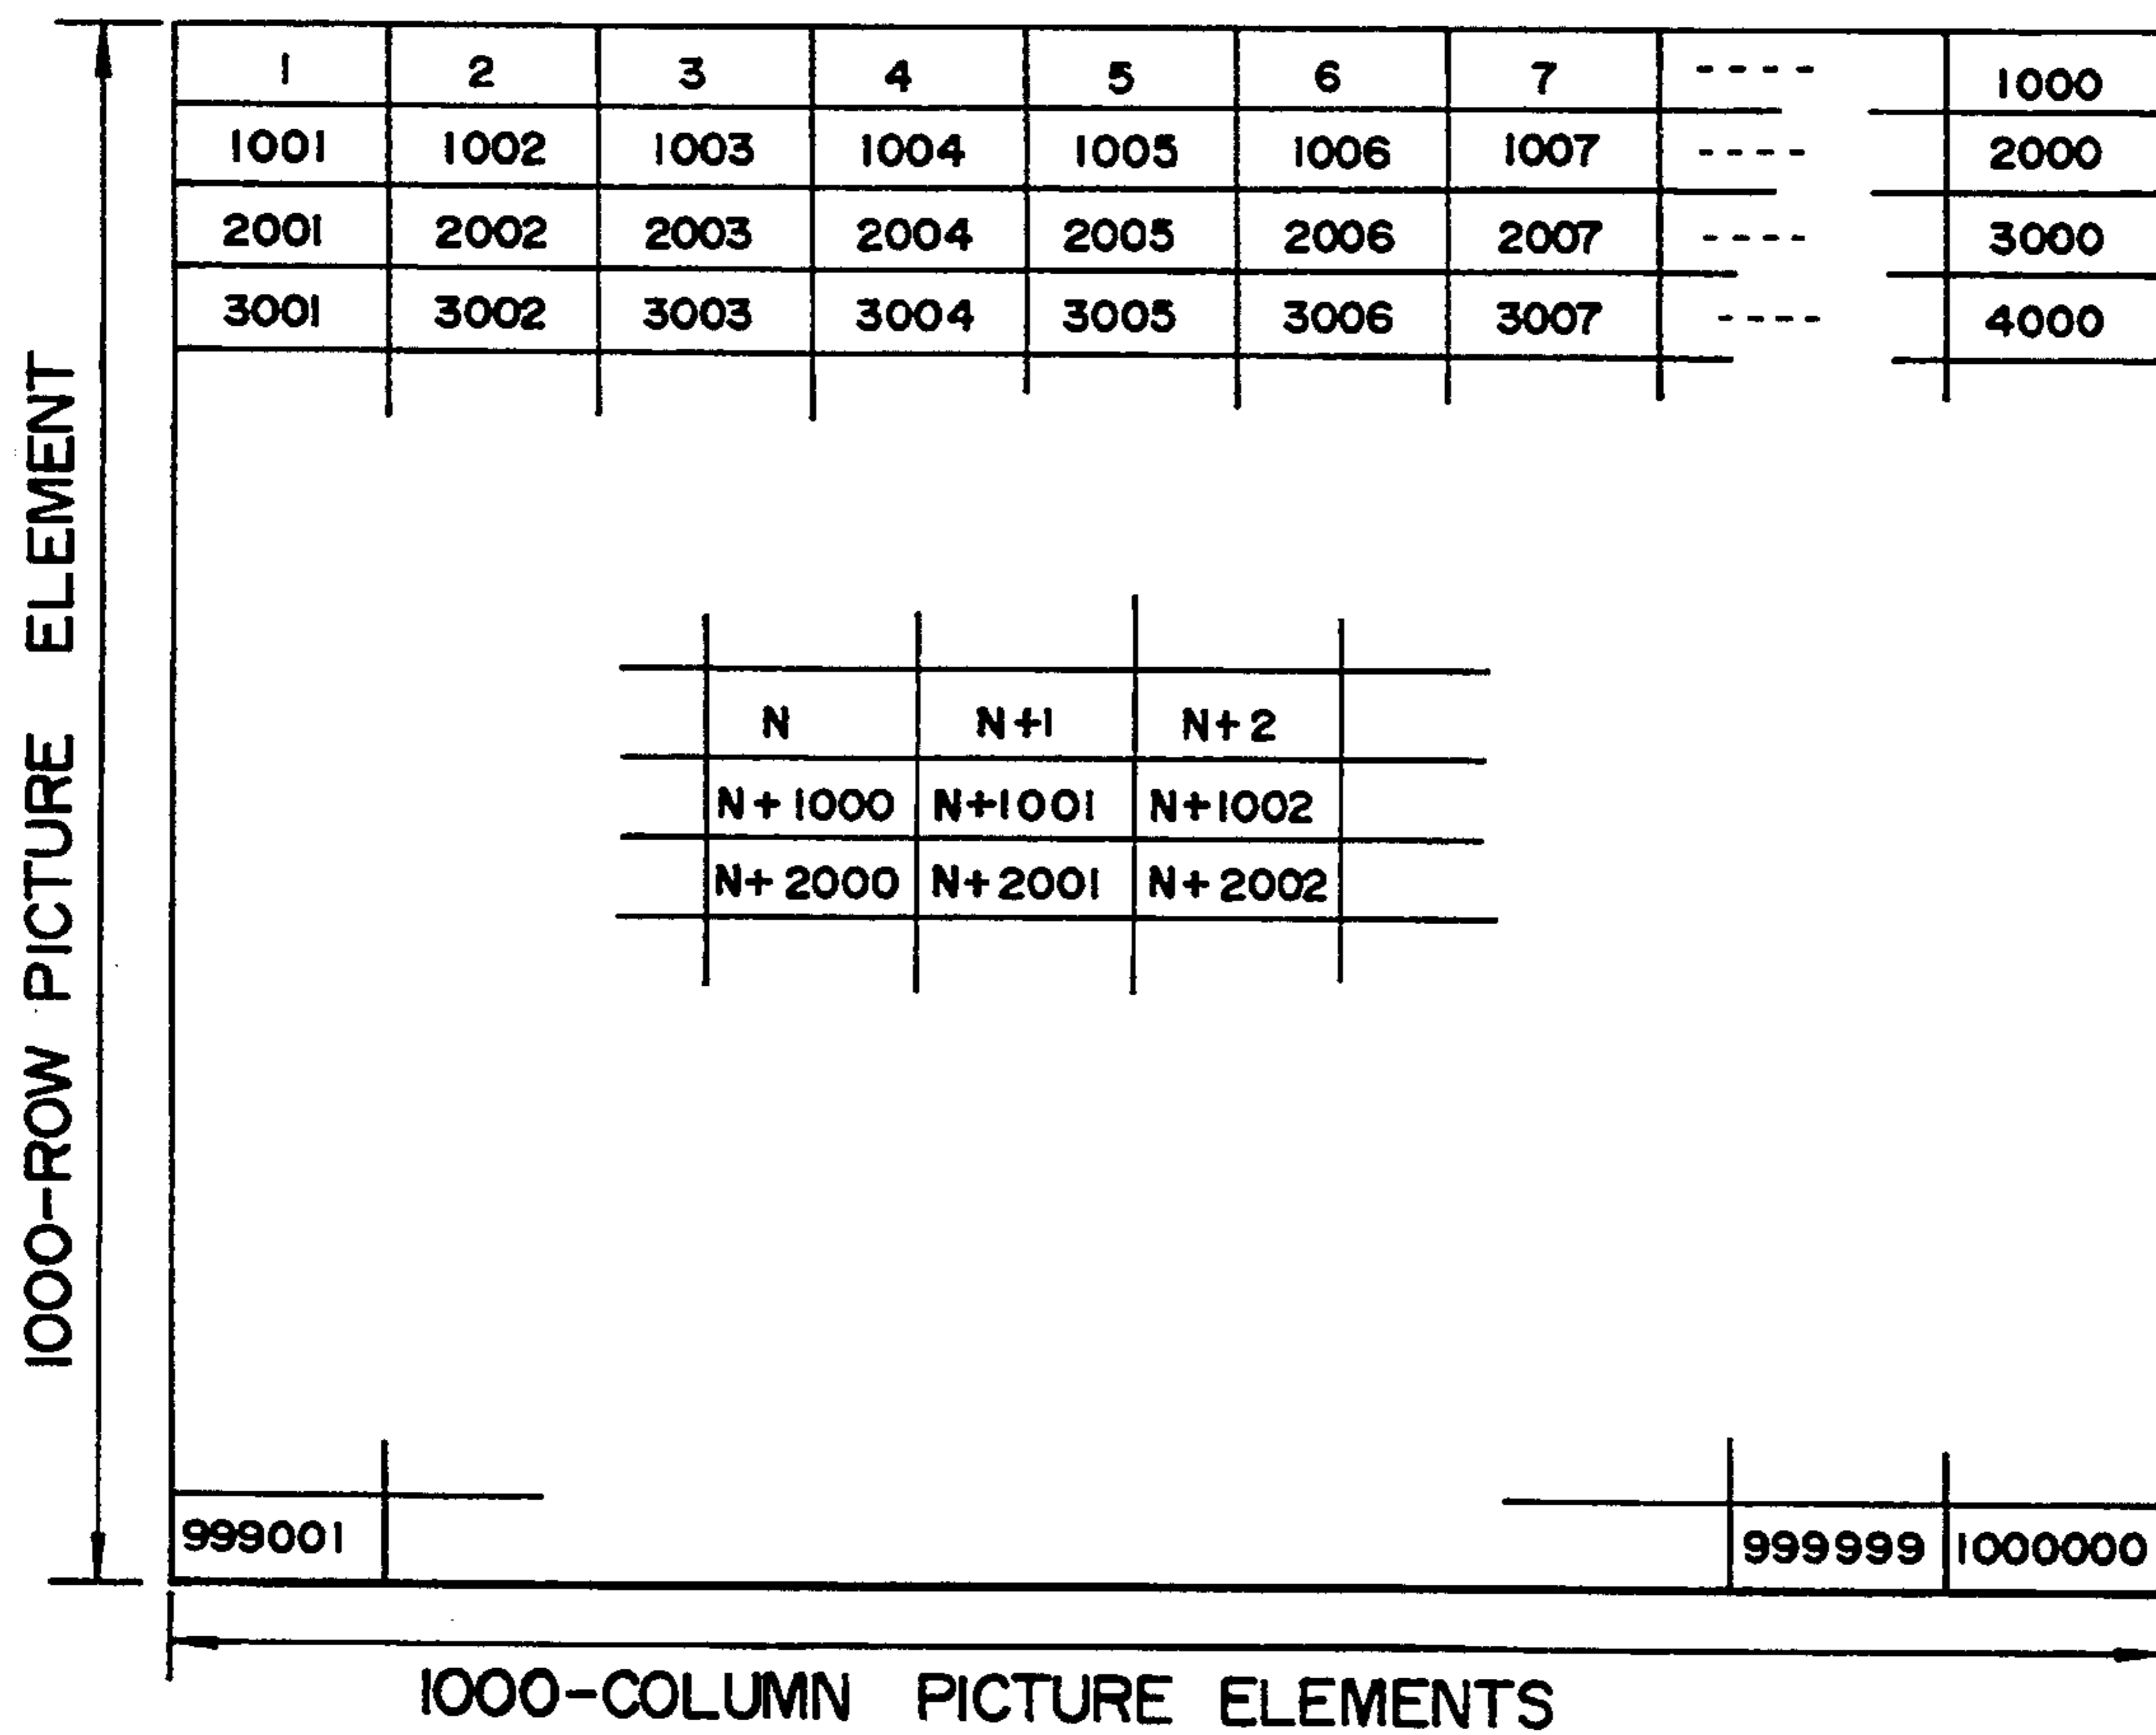 1 2 3 4 5 6 7 ---- 1000
1001 1002 1003 1004 1005 1006 1007 ---- 2000
2001 2002 2003 2004 2005 2006 2007 ---- 3000
3001 3002 3003 3004 3005 3006 3007 ---- 4000
1000-ROW PICTURE ELEMENT
N N+1 N+2
N+1000 N+1001 N+1002
N+2000 N+2001 N+2002
999001 999999 1000000
1000-COLUMN PICTURE ELEMENTS